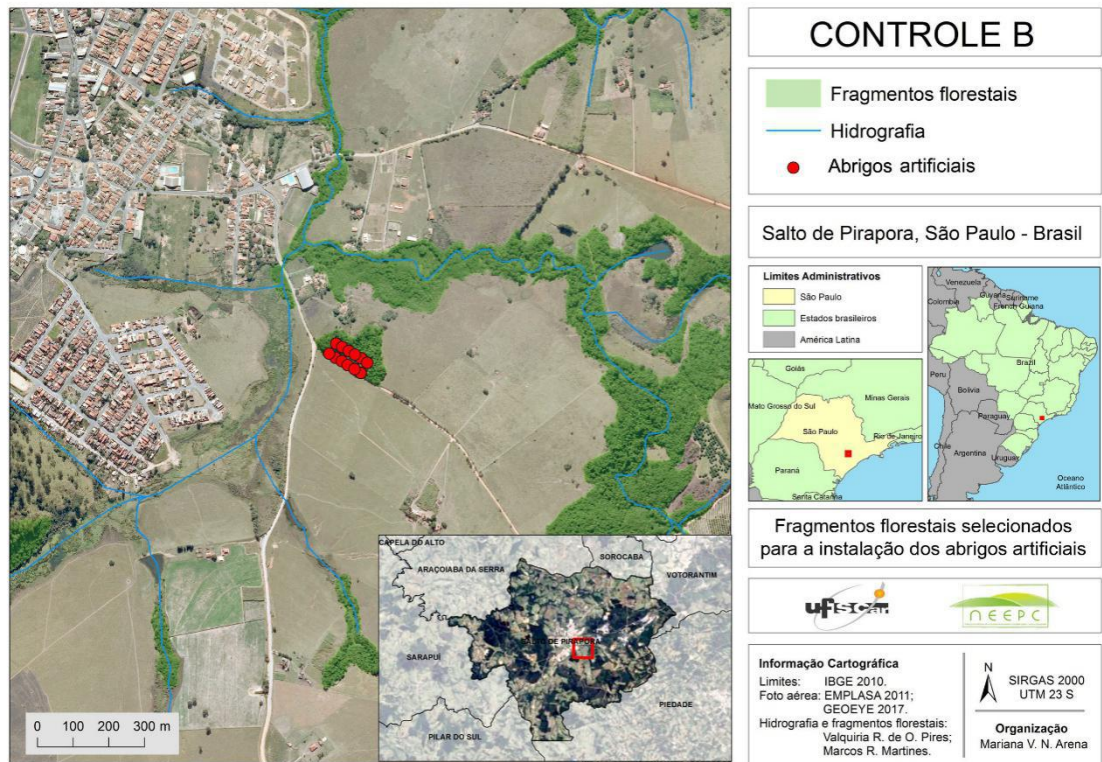 CONTROLE B
Fragmentos florestais
Hidrografia
Abrigos artificiais
Salto de Pirapora, São Paulo - Brasil
Limites Administrativos
São Paulo
Estados brasileiros
América Latina
Goiás
Mato Grosso do Sul
Minas Gerais
São Paulo
Rio de Janeiro
Paraná
Santa Catarina
Venezuela
Colombia
Guyana
Suriname
French Guiana
Brazil
Peru
Bolivia
Paraguay
Chile
Argentina
Uruguay
Oceano
Atlântico
Fragmentos florestais selecionados
para a instalação dos abrigos artificiais
ufscar
NEEPC
Informação Cartográfica
Limites: IBGE 2010.
Foto aérea: EMPLASA 2011;
GEOEYE 2017.
Hidrografia e fragmentos florestais:
Valquiria R. de O. Pires;
Marcos R. Martines.
N
SIRGAS 2000
UTM 23 S
Organização
Mariana V. N. Arena
CAPELA DO ALTO
ARAÇOIABA DA SERRA
SOROCABA
VOTORANTIM
DE PIRAPORA
SARAPUÍ
PIEDADE
PILAR DO SUL
0 100 200 300 m